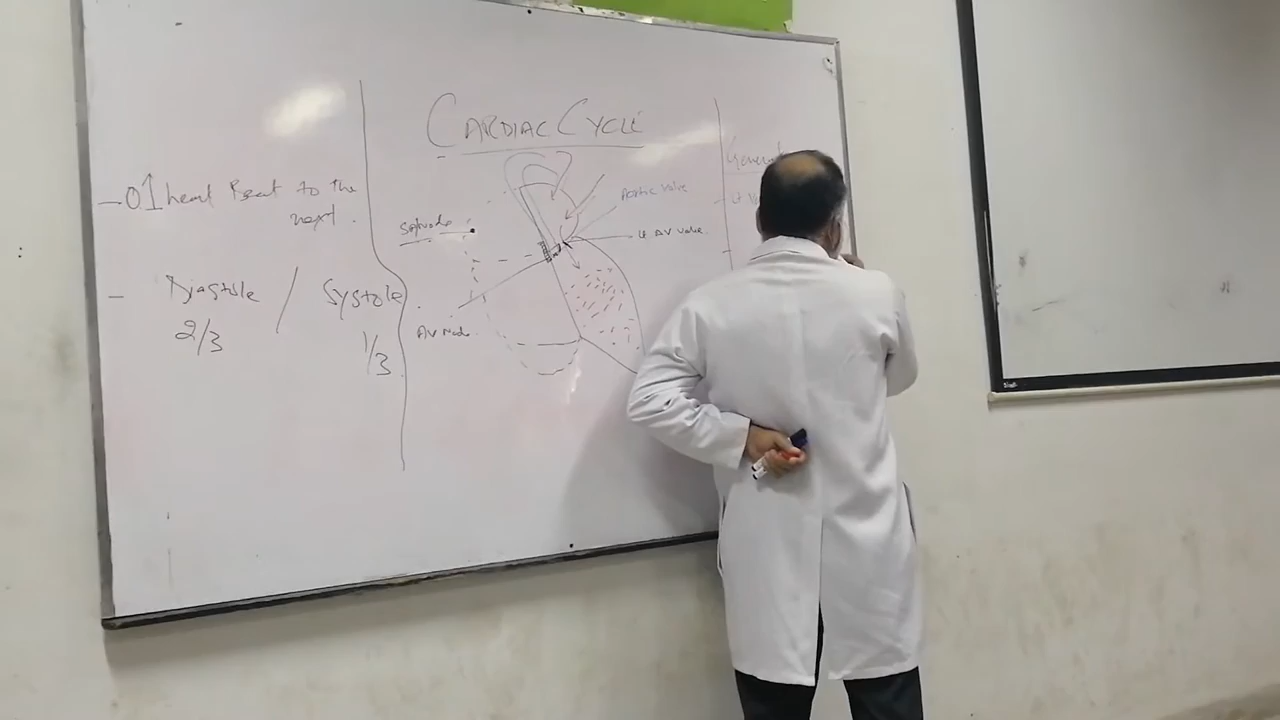 CARDIAC CYCLE
- 01 heart Beat to the
next.
- Diastole / Systole
2/3 1/3
Aortic valve
Lt AV valve.
AV Node